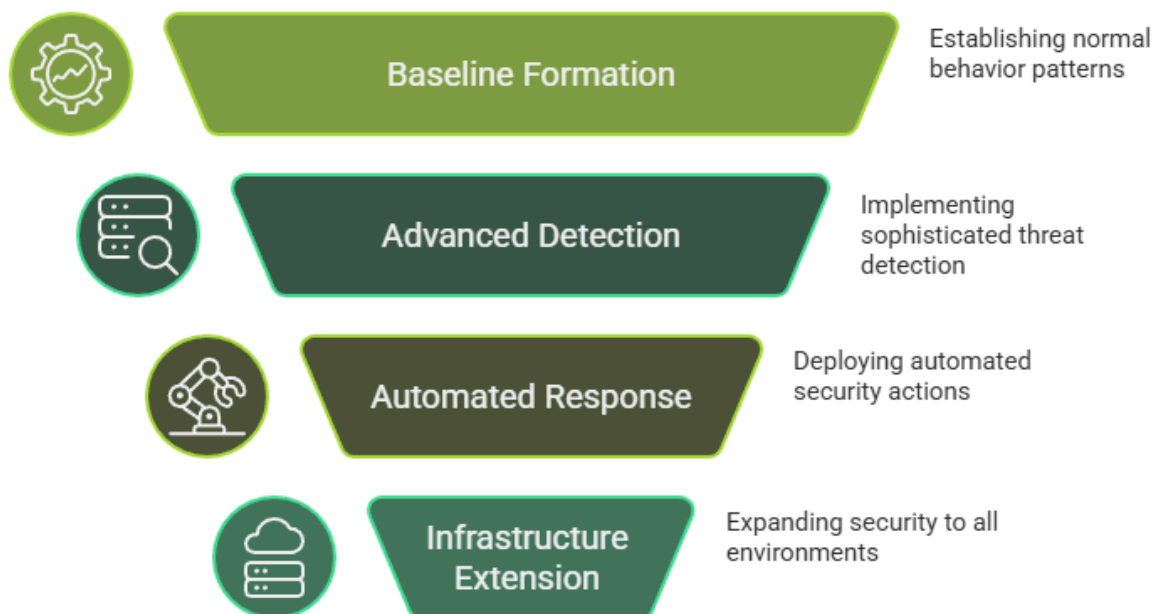 Baseline Formation
Establishing normal
behavior patterns
Advanced Detection
Implementing
sophisticated threat
detection
Automated Response
Deploying automated
security actions
Infrastructure
Extension
Expanding security to all
environments